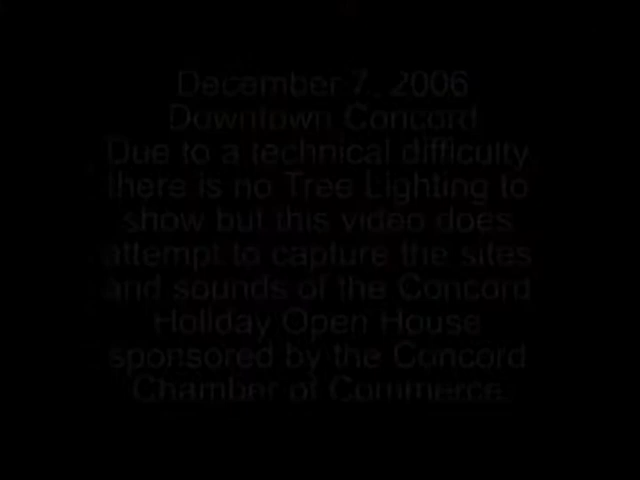 December 7, 2006
Downtown Concord
Due to a technical difficulty
there is no Tree Lighting to
show but this video does
attempt to capture the sites
and sounds of the Concord
Holiday Open House
sponsored by the Concord
Chamber of Commerce.